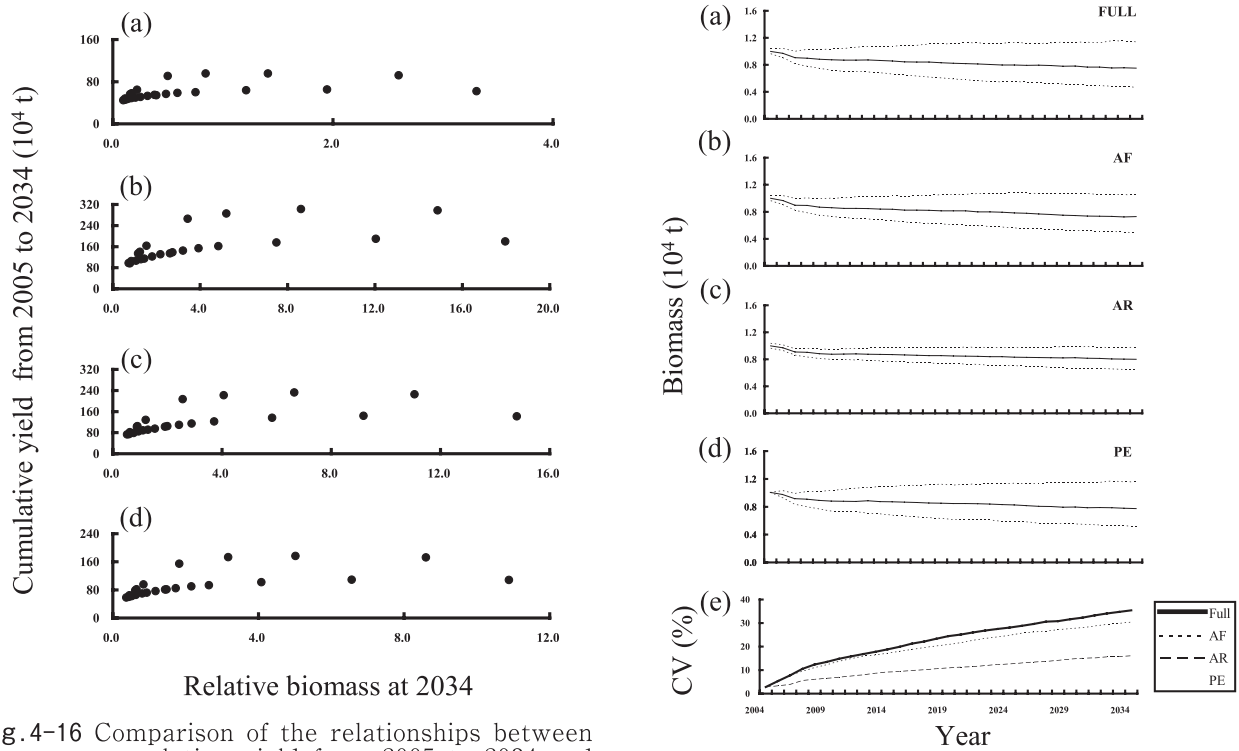 Cumulative yield from 2005 to 2034 (10⁴ t)
(a)
160
80
0
0.0 2.0 4.0
(b)
320
240
160
80
0
0.0 4.0 8.0 12.0 16.0 20.0
(c)
320
240
160
80
0
0.0 4.0 8.0 12.0 16.0
(d)
240
160
80
0
0.0 4.0 8.0 12.0
Relative biomass at 2034
g.4-16 Comparison of the relationships between
Biomass (10⁴ t)
(a) FULL
1.6
1.2
0.8
0.4
0.0
(b) AF
1.6
1.2
0.8
0.4
0.0
(c) AR
1.6
1.2
0.8
0.4
0.0
(d) PE
1.6
1.2
0.8
0.4
0.0
CV (%)
(e)
40
30
20
10
0
2004 2009 2014 2019 2024 2029 2034
Year
Full
AF
AR
PE